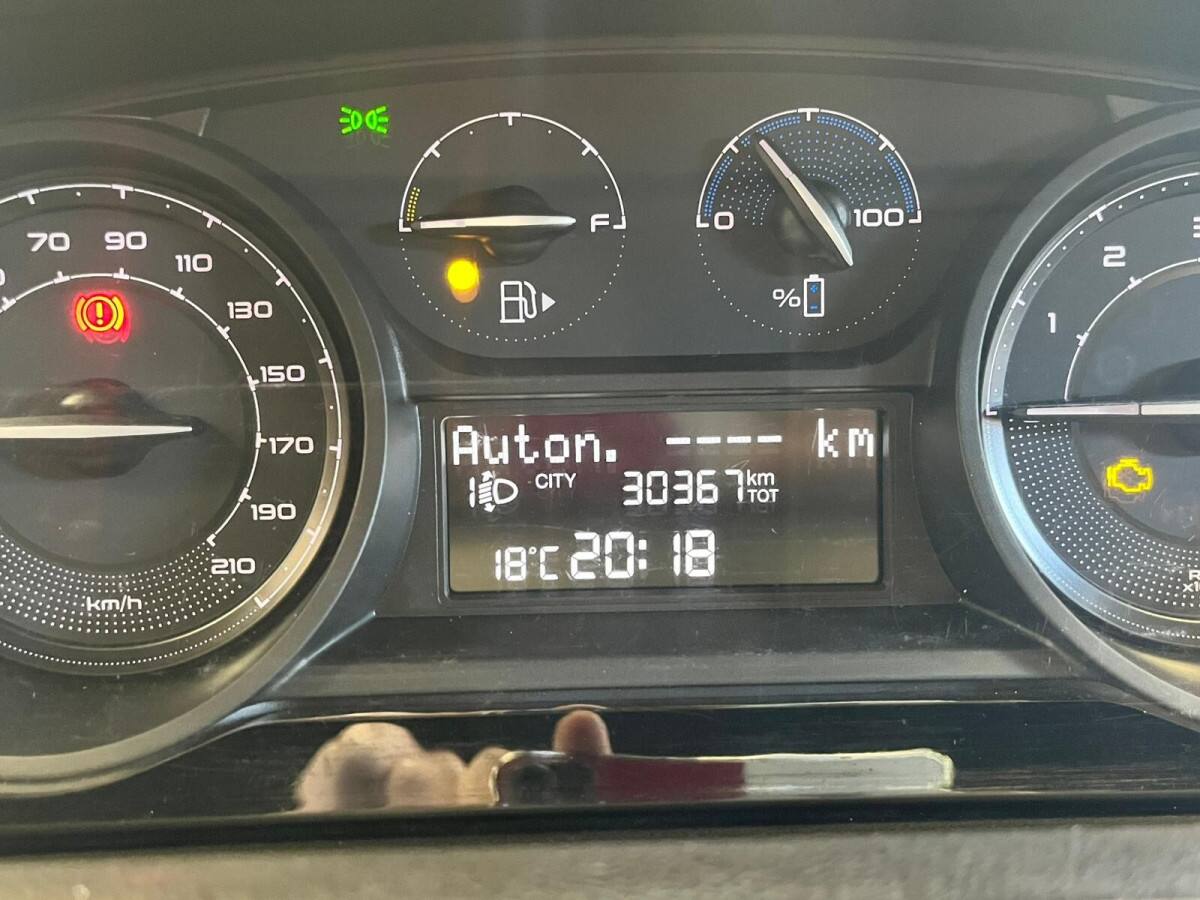 70 90 110 130 150 170 190 210
km/h
F
0 100
%
Auton. ---- km
1 CITY 30367 km TOT
18°C 20:18
1 2